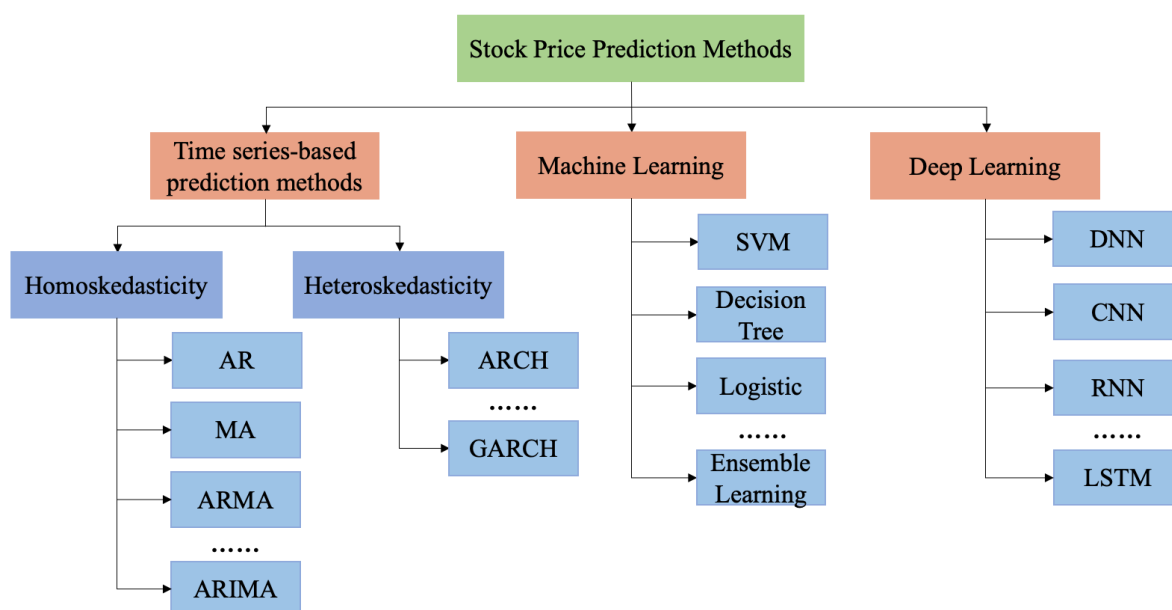 Stock Price Prediction Methods
Time series-based
prediction methods
Machine Learning
Deep Learning
Homoskedasticity
Heteroskedasticity
AR
MA
ARMA
......
ARIMA
ARCH
......
GARCH
SVM
Decision
Tree
Logistic
......
Ensemble
Learning
DNN
CNN
RNN
......
LSTM